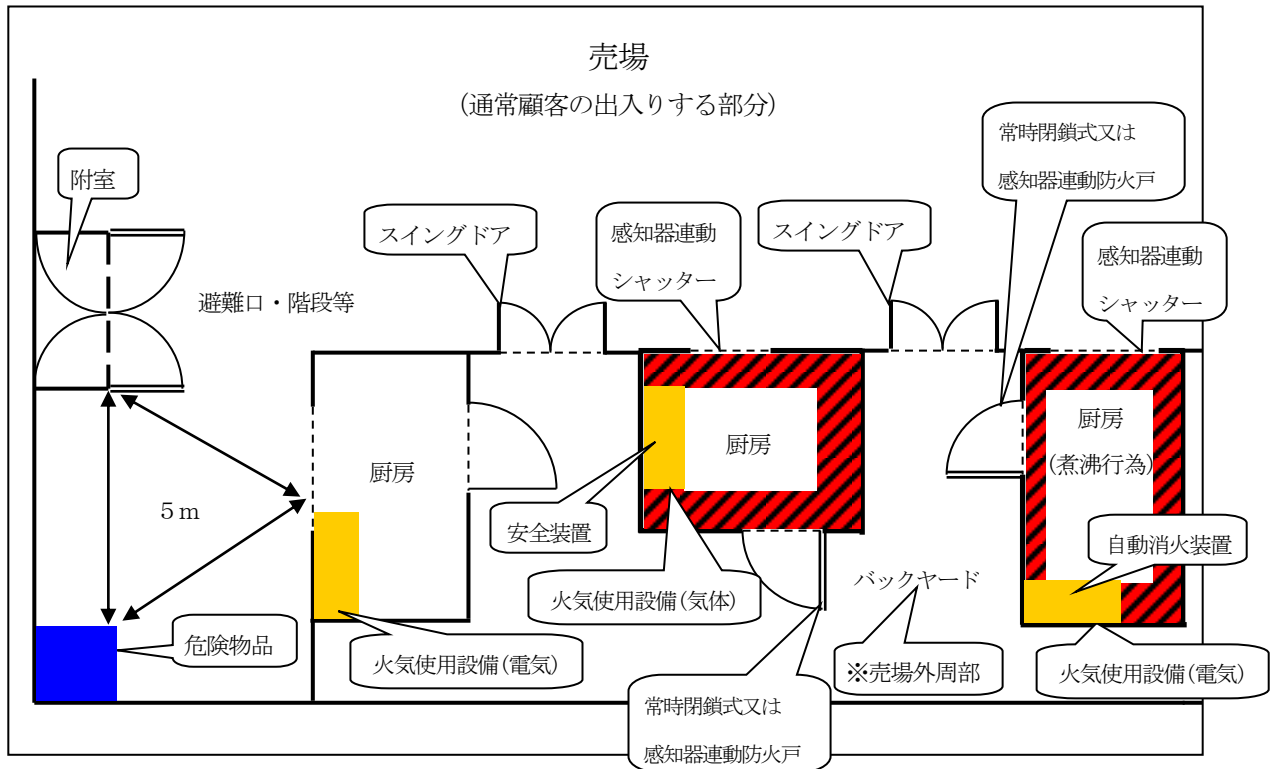 売場
(通常顧客の出入りする部分)
常時閉鎖式又は
感知器連動防火戸
附室
スイングドア
感知器連動
シャッター
スイングドア
感知器連動
シャッター
避難口・階段等
厨房
厨房
厨房
(煮沸行為)
5m
安全装置
自動消火装置
火気使用設備(気体)
バックヤード
危険物品
火気使用設備(電気)
※売場外周部
火気使用設備(電気)
常時閉鎖式又は
感知器連動防火戸